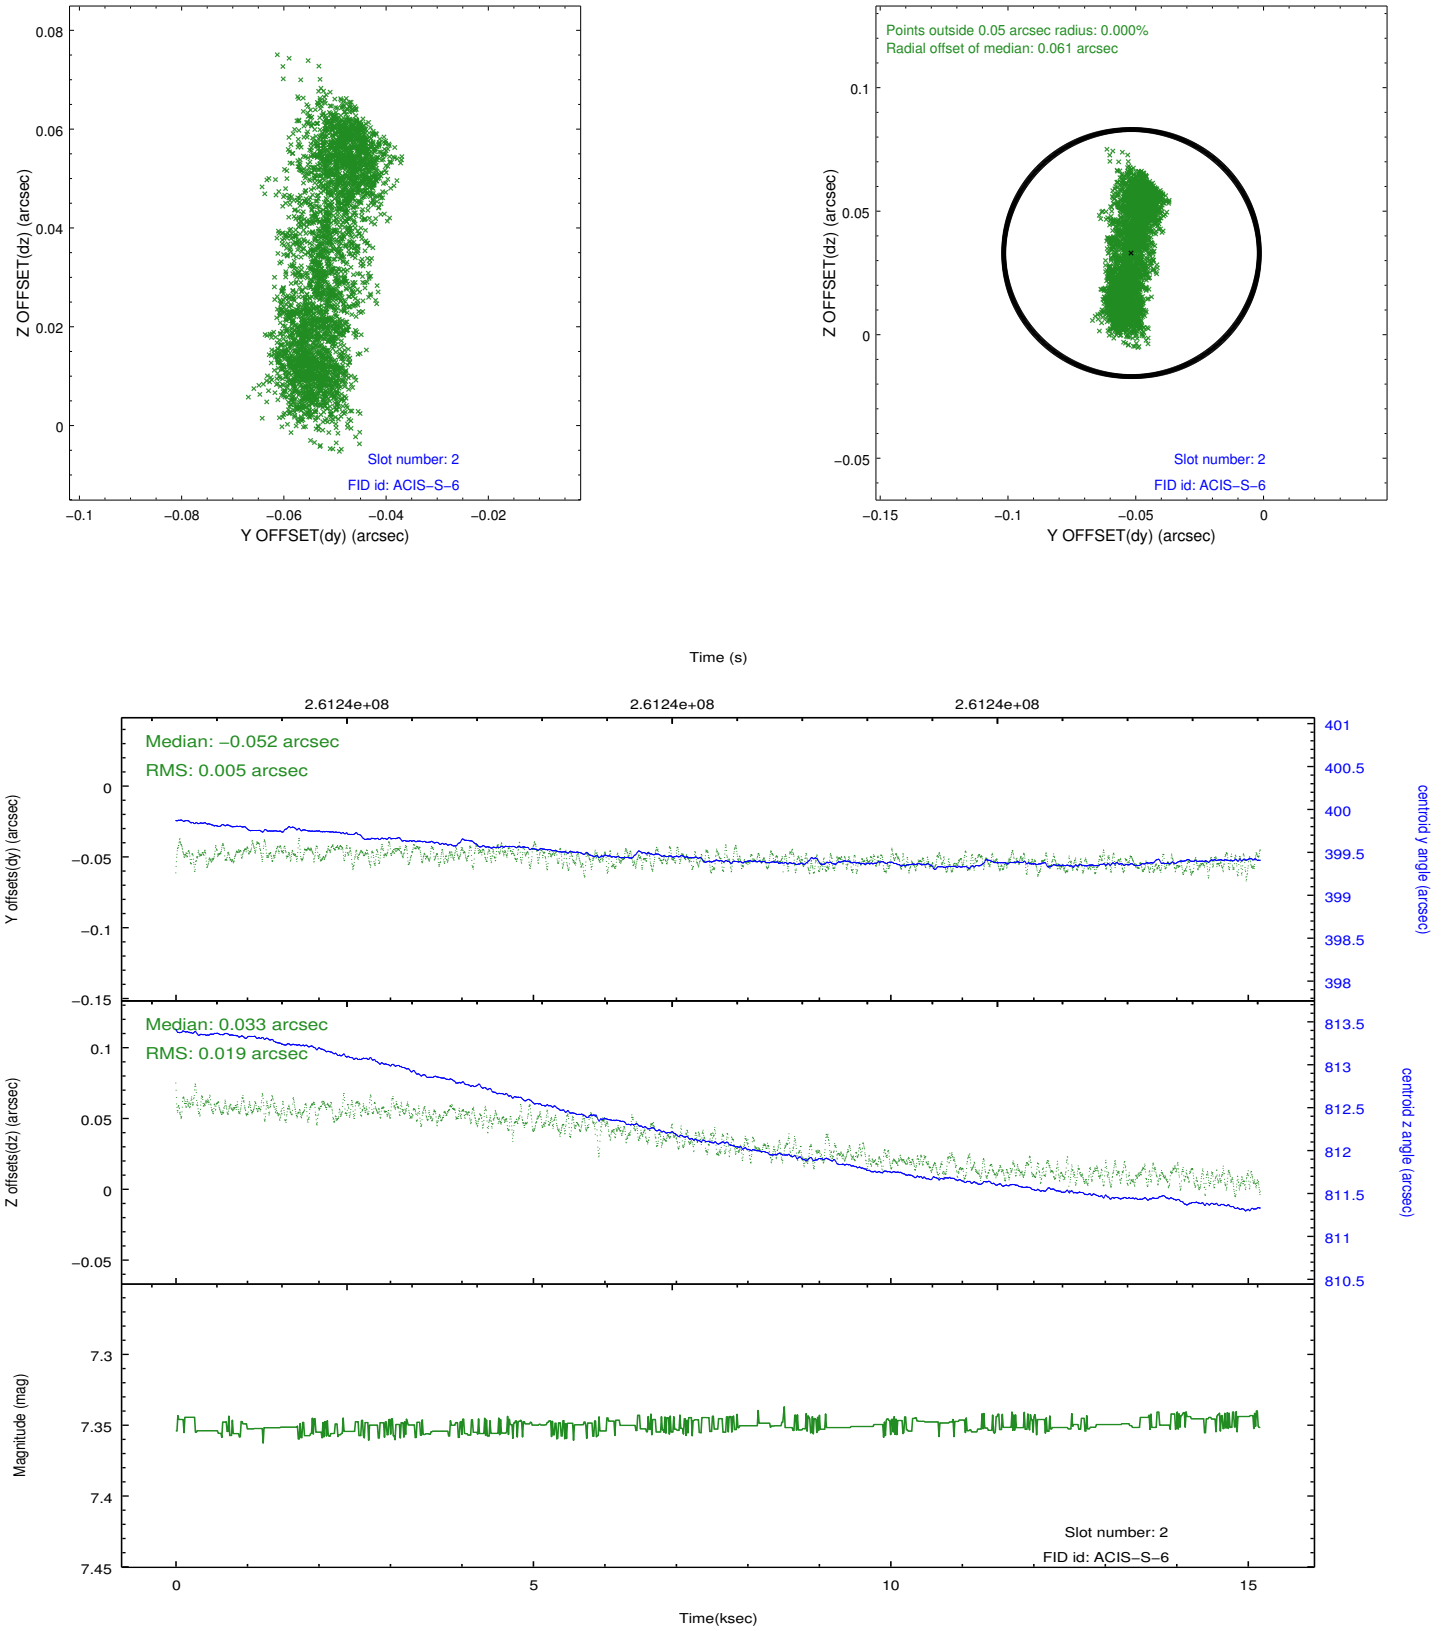 0.08
0.06
0.04
0.02
0
Z OFFSET(dz) (arcsec)
Slot number: 2
FID id: ACIS−S−6
−0.1
−0.08
−0.06
−0.04
−0.02
Y OFFSET(dy) (arcsec)
Points outside 0.05 arcsec radius: 0.000%
Radial offset of median: 0.061 arcsec
0.1
0.05
0
−0.05
Z OFFSET(dz) (arcsec)
Slot number: 2
FID id: ACIS−S−6
−0.15
−0.1
−0.05
0
Y OFFSET(dy) (arcsec)
Time (s)
2.6124e+08
2.6124e+08
2.6124e+08
Median: −0.052 arcsec
RMS: 0.005 arcsec
0
−0.05
−0.1
−0.15
Y offsets(dy) (arcsec)
401
400.5
400
399.5
399
398.5
398
centroid y angle (arcsec)
Median: 0.033 arcsec
RMS: 0.019 arcsec
0.1
0.05
0
−0.05
Z offsets(dz) (arcsec)
813.5
813
812.5
812
811.5
811
810.5
centroid z angle (arcsec)
7.3
7.35
7.4
7.45
Magnitude (mag)
Slot number: 2
FID id: ACIS−S−6
0
5
10
15
Time(ksec)